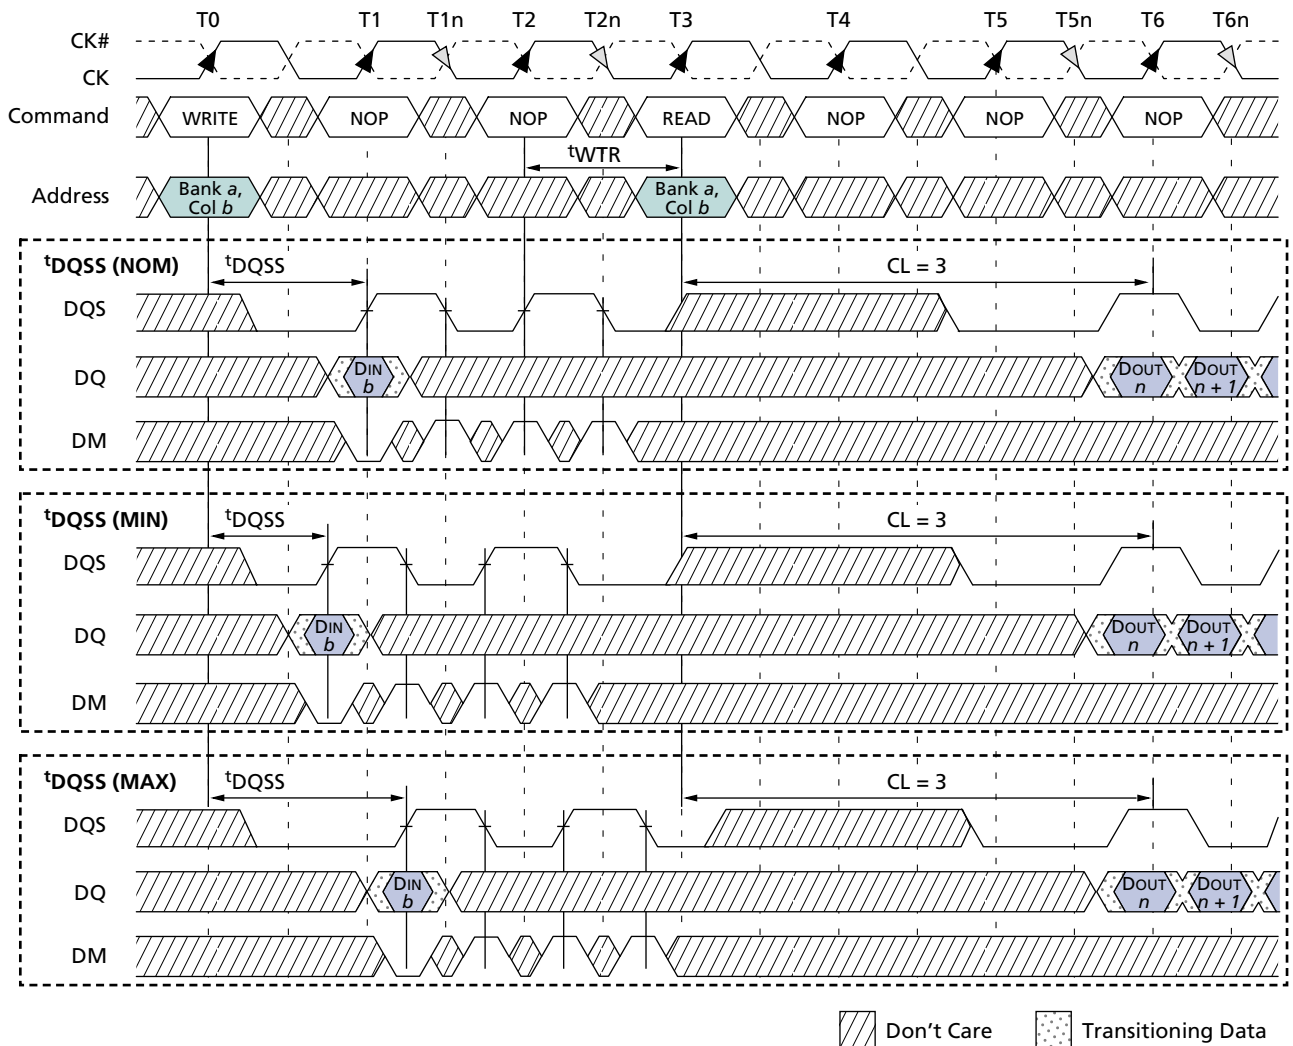 T0 T1 T1n T2 T2n T3 T4 T5 T5n T6 T6n
CK#
CK
Command WRITE NOP NOP READ NOP NOP NOP
tWTR
Address Bank a, Col b Bank a, Col b
tDQSS (NOM) tDQSS CL = 3
DQS
DQ DIN b DOUT n DOUT n + 1
DM
tDQSS (MIN) tDQSS CL = 3
DQS
DQ DIN b DOUT n DOUT n + 1
DM
tDQSS (MAX) tDQSS CL = 3
DQS
DQ DIN b DOUT n DOUT n + 1
DM
Don't Care Transitioning Data